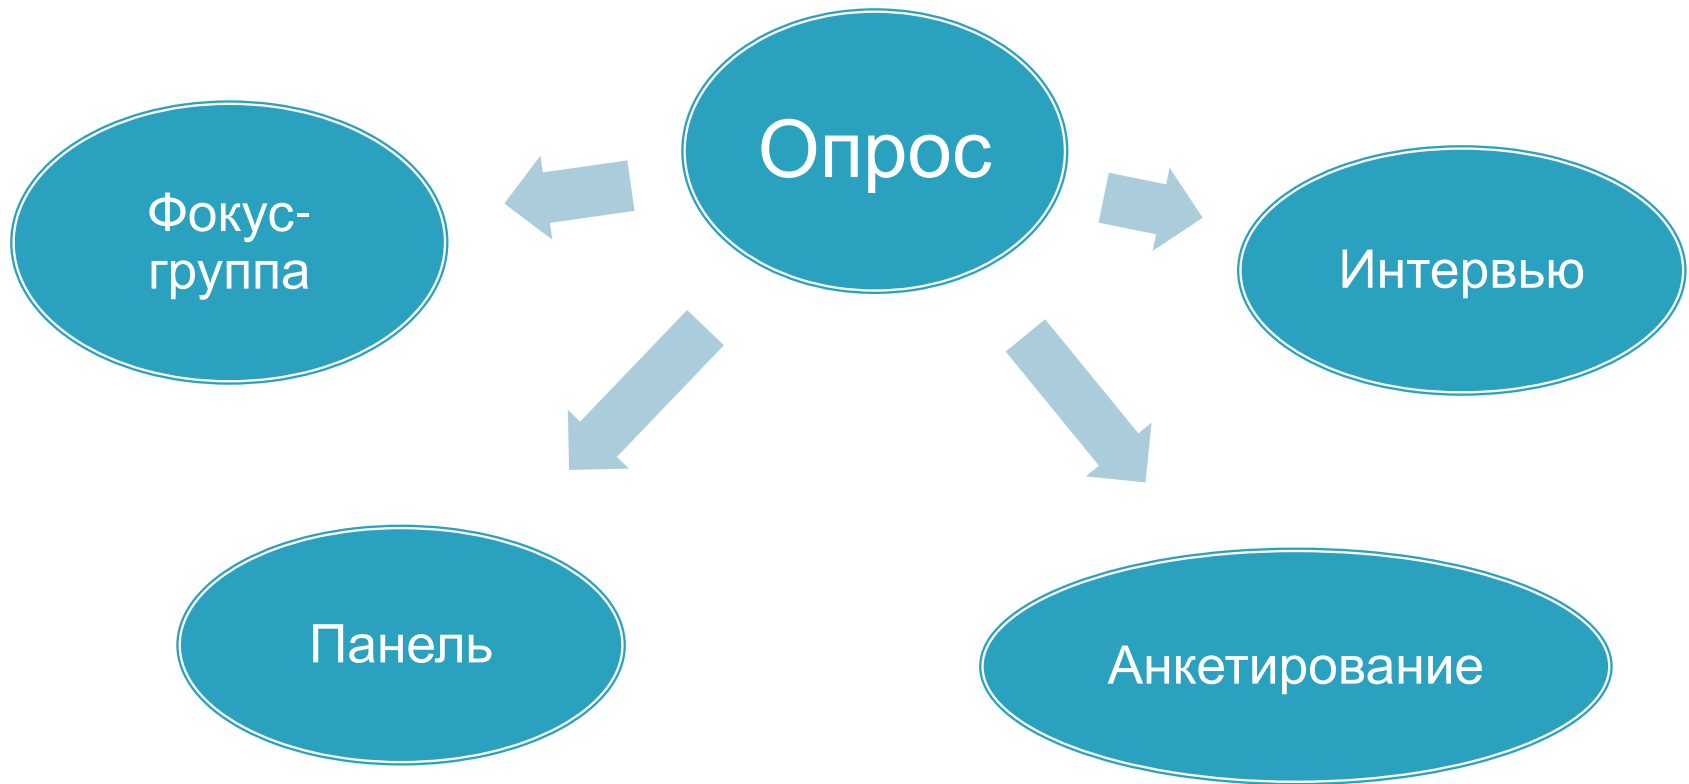 Опрос
Фокус-
группа
Интервью
Панель
Анкетирование